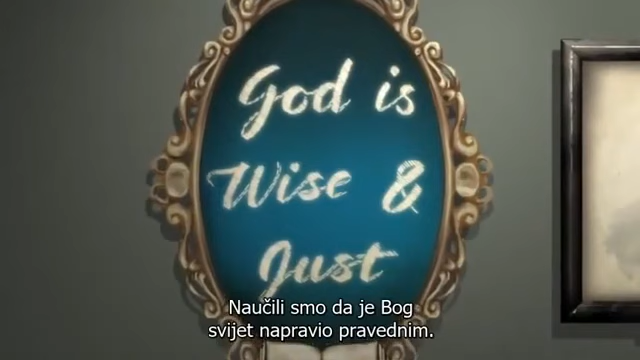 God is
Wise &
Just
Naučili smo da je Bog
svijet napravio pravednim.